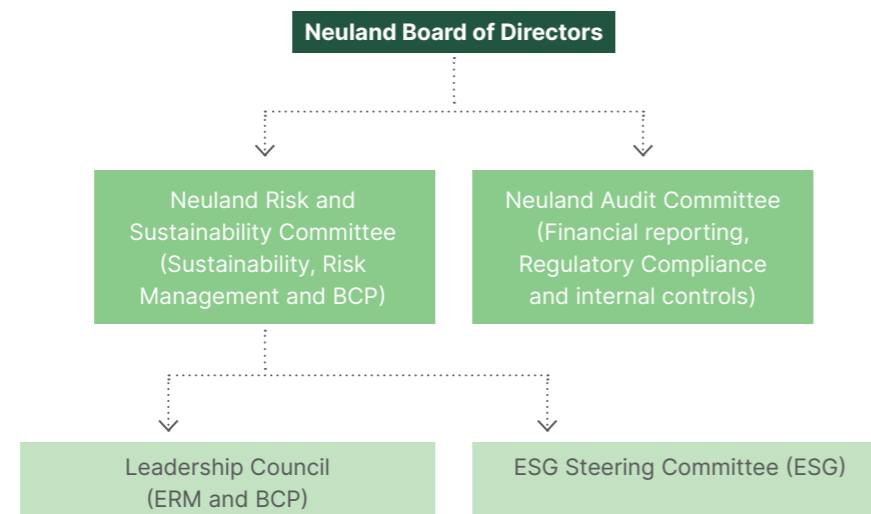 Neuland Board of Directors
Neuland Risk and
Sustainability Committee
(Sustainability, Risk
Management and BCP)
Neuland Audit Committee
(Financial reporting,
Regulatory Compliance
and internal controls)
Leadership Council
(ERM and BCP)
ESG Steering Committee (ESG)